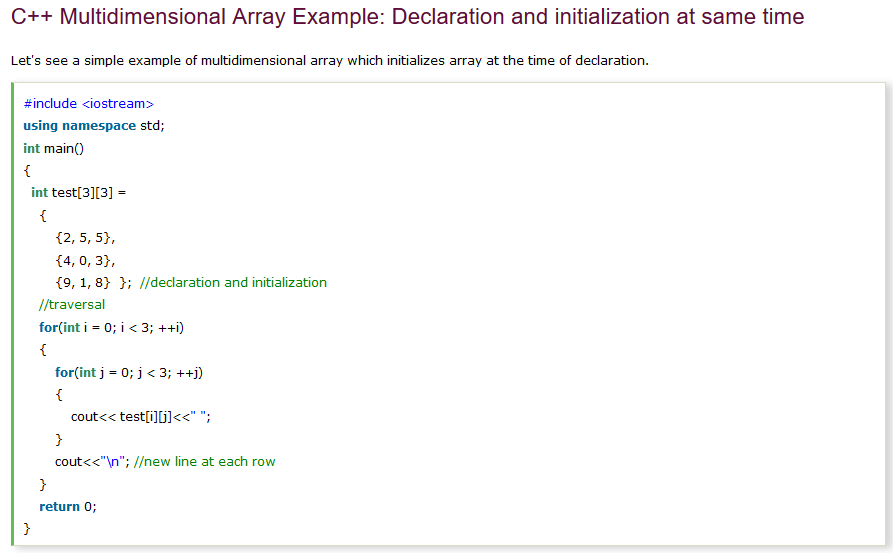 C++ Multidimensional Array Example: Declaration and initialization at same time
Let's see a simple example of multidimensional array which initializes array at the time of declaration.
#include <iostream>
using namespace std;
int main()
{
int test[3][3] =
{
{2, 5, 5},
{4, 0, 3},
{9, 1, 8} }; //declaration and initialization
//traversal
for(int i = 0; i < 3; ++i)
{
for(int j = 0; j < 3; ++j)
{
cout<< test[i][j]<<" ";
}
cout<<"\n"; //new line at each row
}
return 0;
}